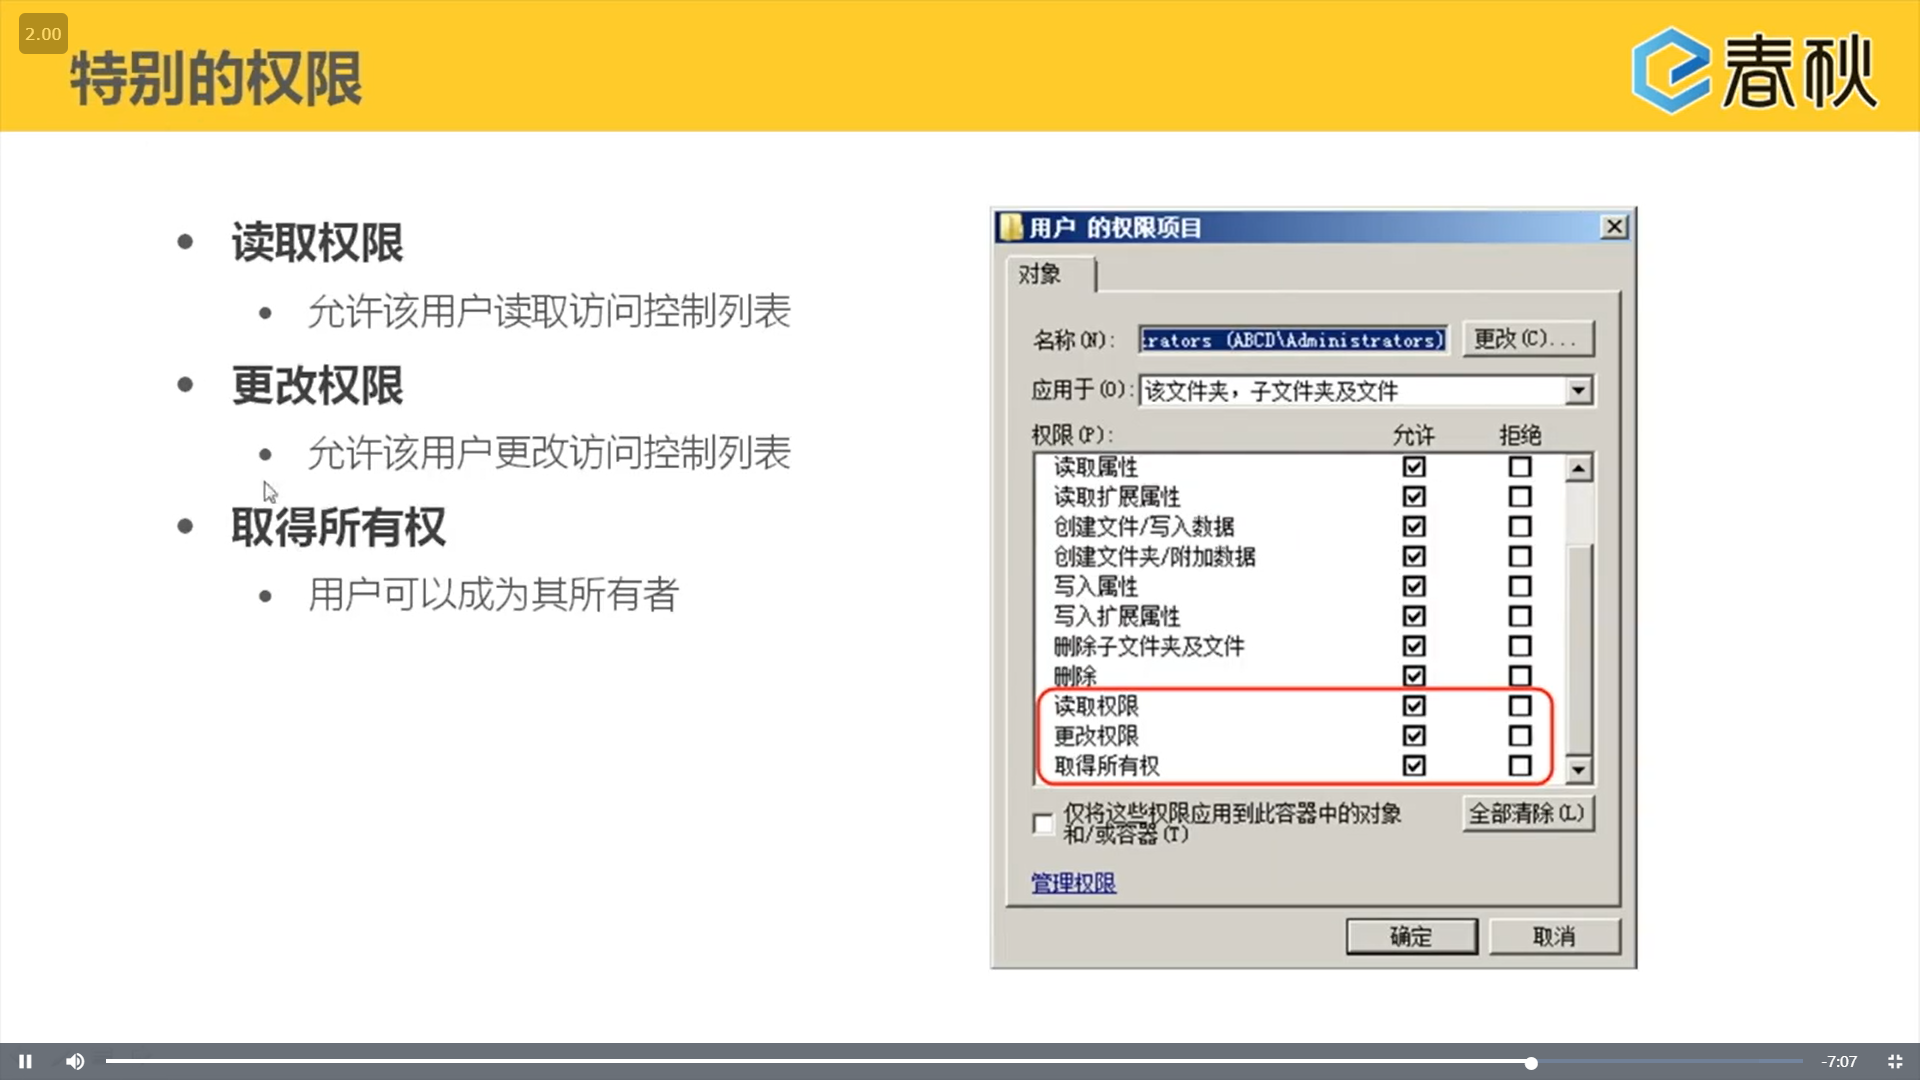 2.00
特别的权限
春秋
读取权限
允许该用户读取访问控制列表
更改权限
允许该用户更改访问控制列表
取得所有权
用户可以成为其所有者
用户 的权限项目
对象
名称(N): trators (ABCD\Administrators) 更改(C)...
应用于(O): 该文件夹，子文件夹及文件
权限(P): 允许 拒绝
读取属性
读取扩展属性
创建文件/写入数据
创建文件夹/附加数据
写入属性
写入扩展属性
删除子文件夹及文件
删除
读取权限
更改权限
取得所有权
仅将这些权限应用到此容器中的对象
和/或容器(T)
全部清除(L)
管理权限
确定 取消
-7:07